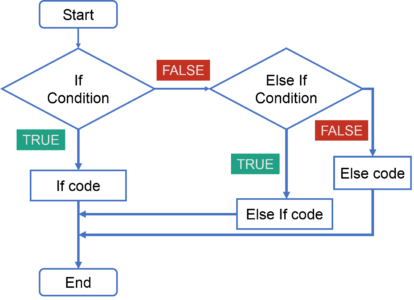 Start
If
Condition
FALSE
Else If
Condition
TRUE
FALSE
TRUE
If code
Else code
Else If code
End